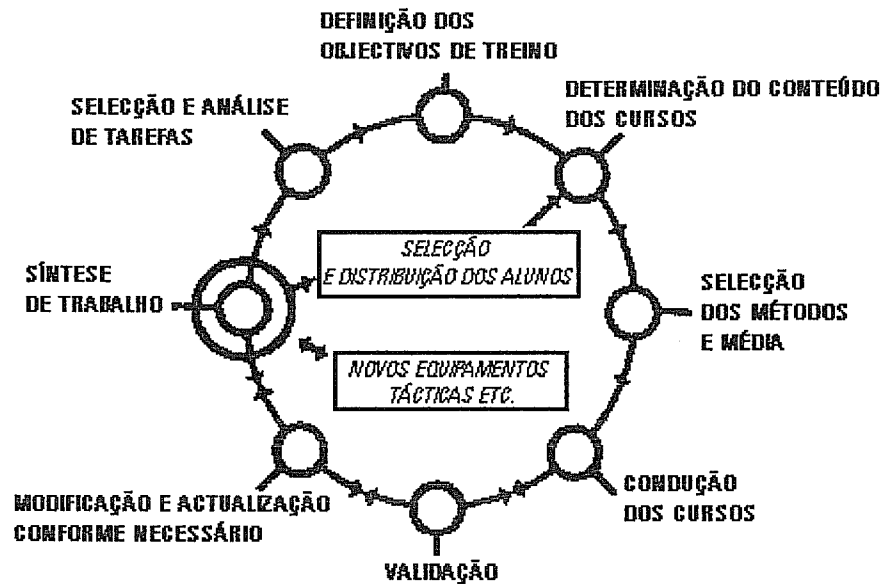 DEFINIÇÃO DOS
OBJECTIVOS DE TREINO
DETERMINAÇÃO DO CONTEÚDO
DOS CURSOS
SELECÇÃO E ANÁLISE
DE TAREFAS
SELECÇÃO
E DISTRIBUIÇÃO DOS ALUNOS
SÍNTESE
DE TRABALHO
SELECÇÃO
DOS MÉTODOS
E MÉDIA
NOVOS EQUIPAMENTOS
TÁCTICAS ETC.
MODIFICAÇÃO E ACTUALIZAÇÃO
CONFORME NECESSÁRIO
CONDUÇÃO
DOS CURSOS
VALIDAÇÃO